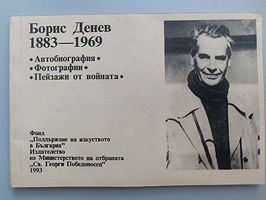 Борис Денев
1883—1969
• Автобиография •
• Фотографии •
• Пейзажи от войната •
Фонд
„Поддържане на изкуството
в България"
Издателство
на Министерството на отбраната
„Св. Георги Победоносец"
1993